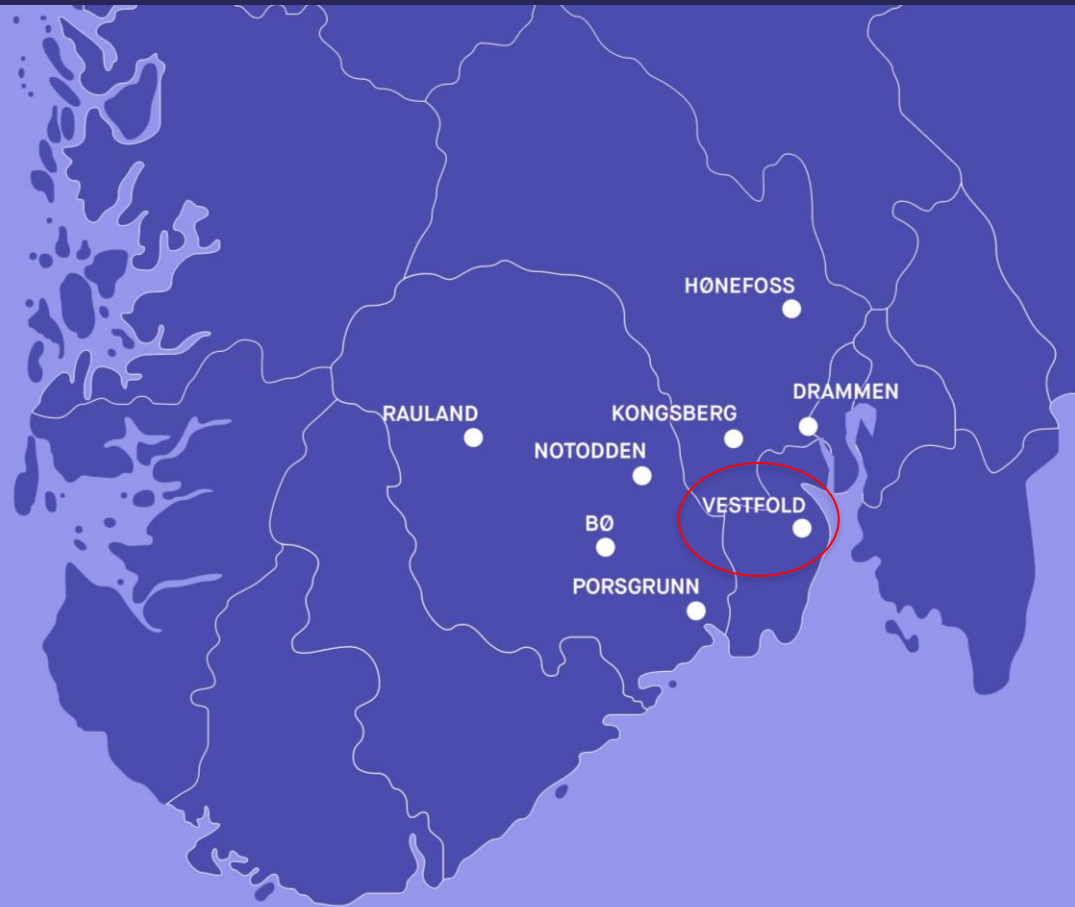 HØNEFOSS
DRAMMEN
RAULAND
KONGSBERG
NOTODDEN
VESTFOLD
BØ
PORSGRUNN